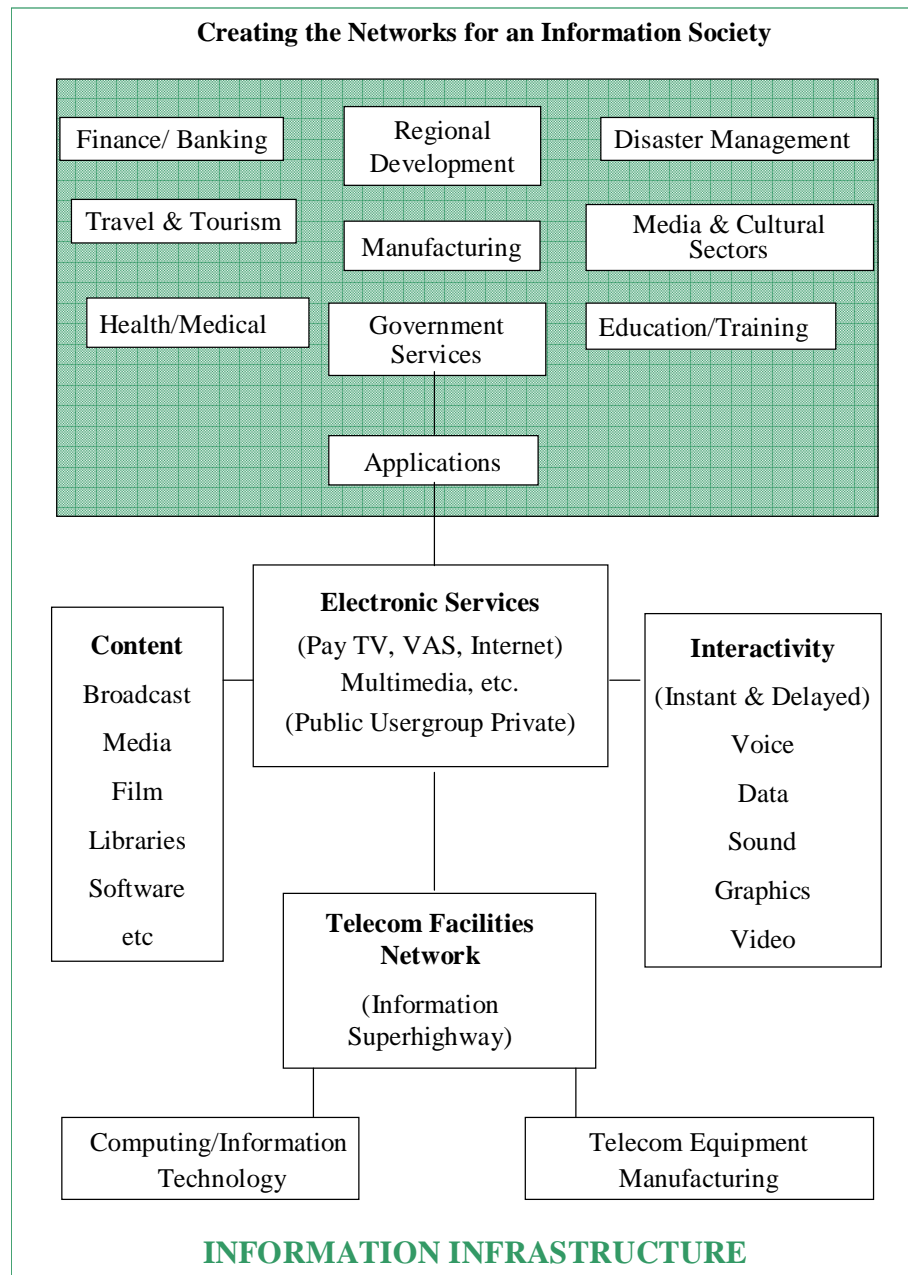 Creating the Networks for an Information Society
Finance/ Banking
Regional
Development
Disaster Management
Travel & Tourism
Manufacturing
Media & Cultural
Sectors
Health/Medical
Government
Services
Education/Training
Applications
Electronic Services
(Pay TV, VAS, Internet)
Multimedia, etc.
(Public Usergroup Private)
Content
Broadcast
Media
Film
Libraries
Software
etc
Interactivity
(Instant & Delayed)
Voice
Data
Sound
Graphics
Video
Telecom Facilities
Network
(Information
Superhighway)
Computing/Information
Technology
Telecom Equipment
Manufacturing
INFORMATION INFRASTRUCTURE